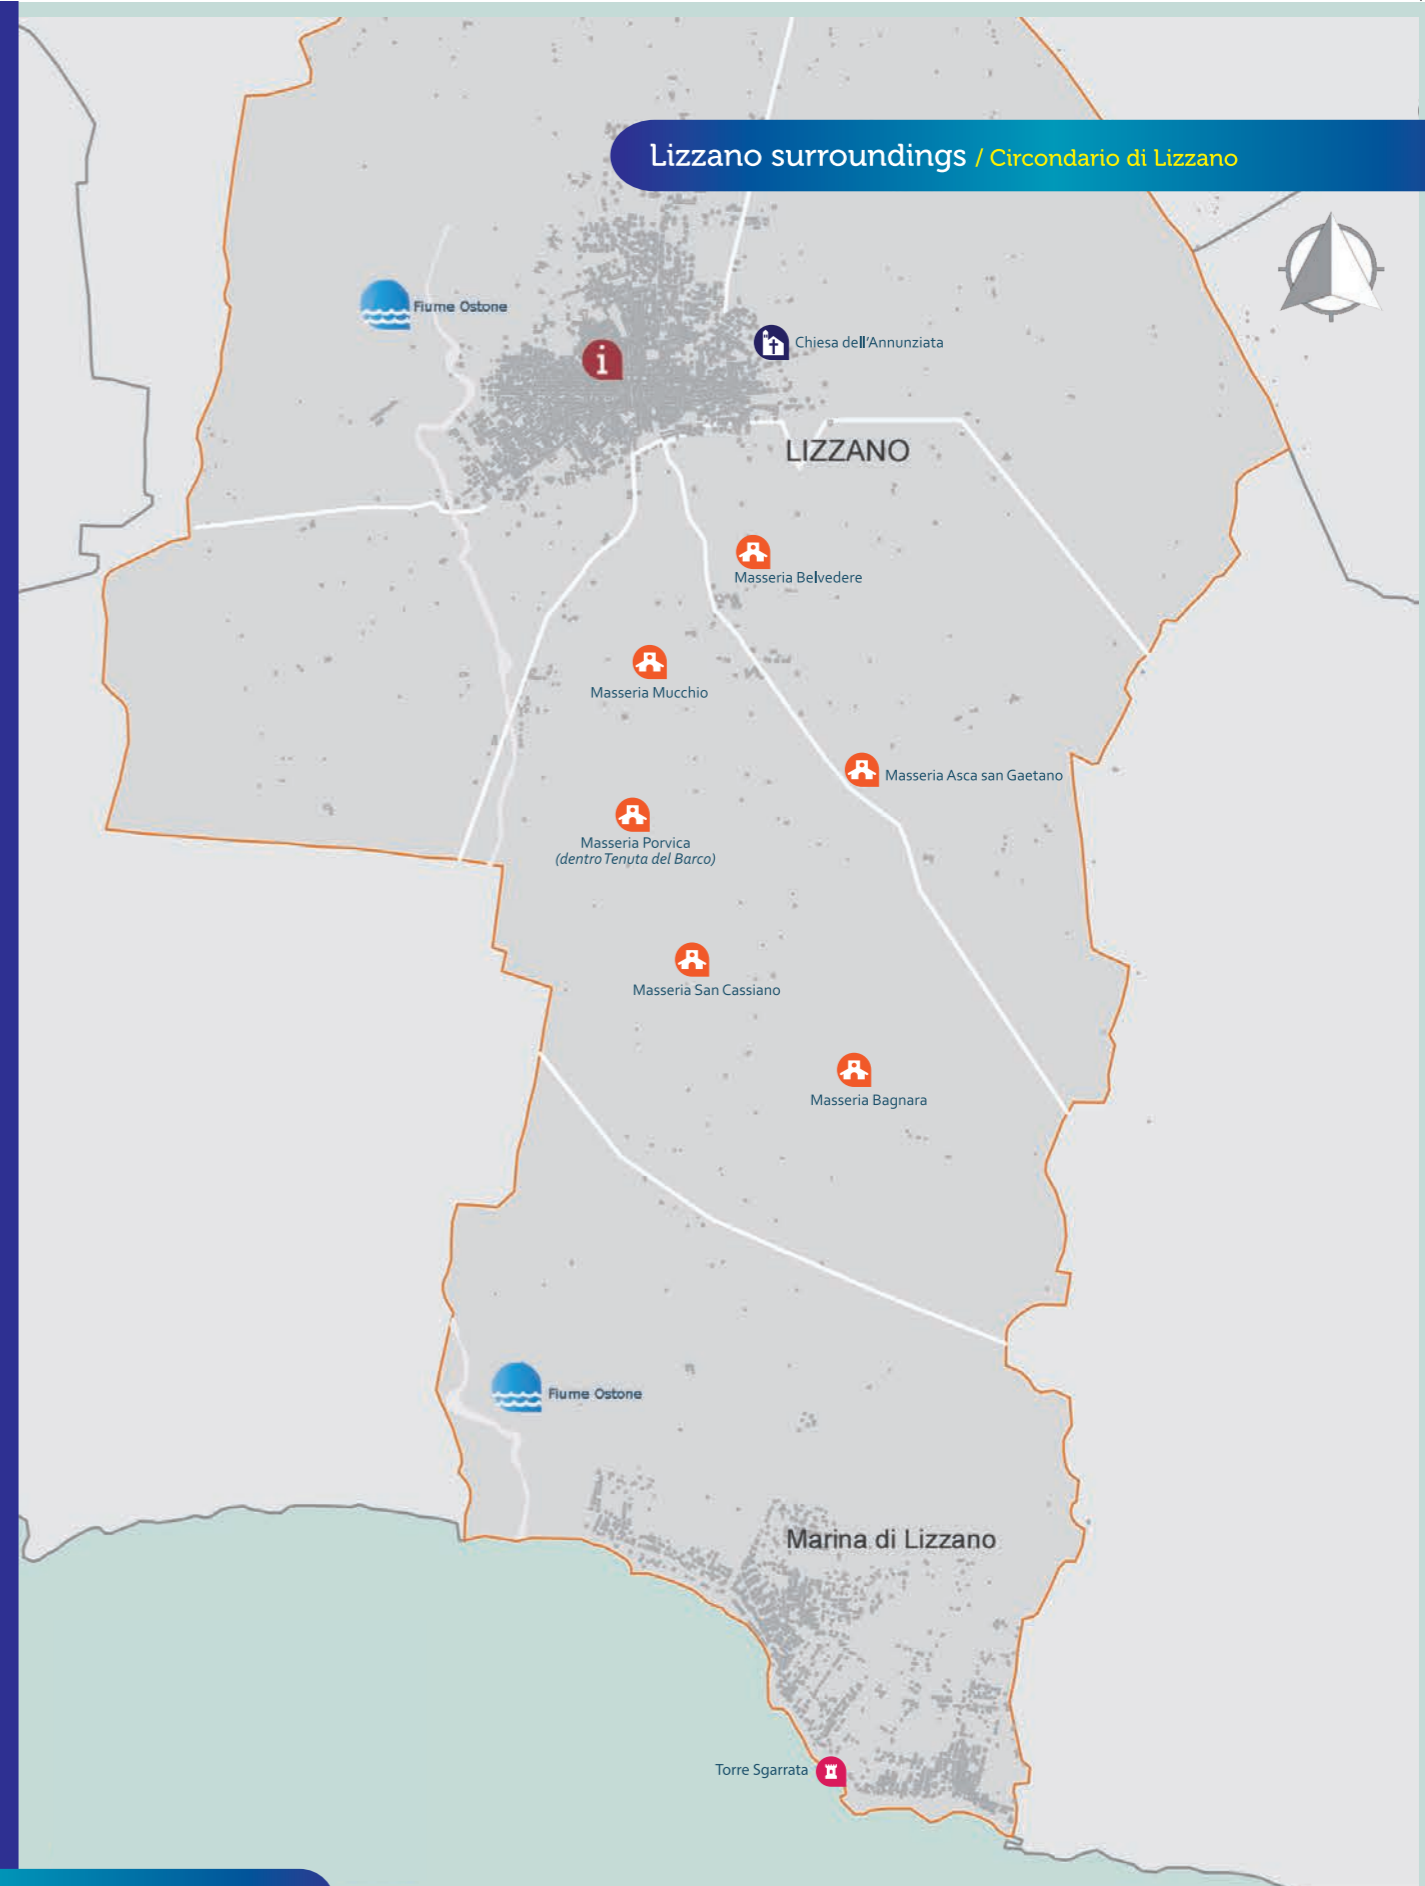 Lizzano surroundings / Circondario di Lizzano
Fiume Ostone
i
Chiesa dell'Annunziata
LIZZANO
Masseria Belvedere
Masseria Mucchio
Masseria Asca san Gaetano
Masseria Porvica
(dentro Tenuta del Barco)
Masseria San Cassiano
Masseria Bagnara
Fiume Ostone
Marina di Lizzano
Torre Sgarrata